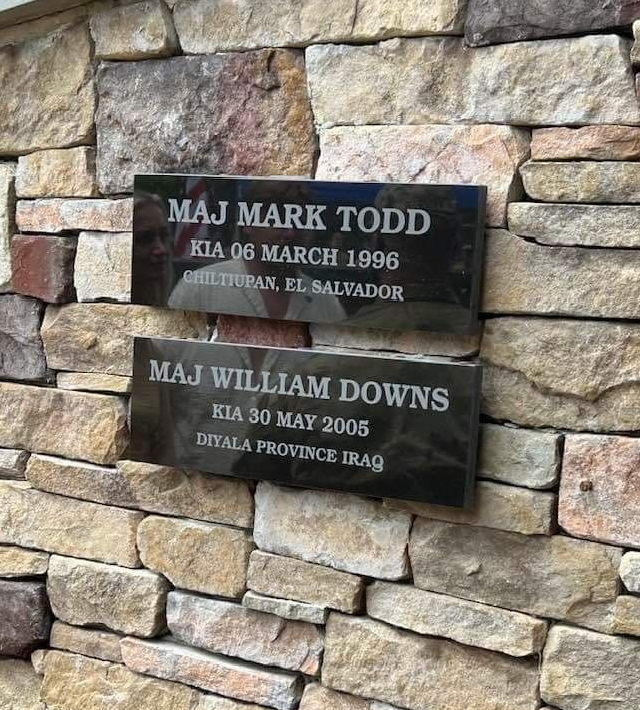 MAJ MARK TODD
KIA 06 MARCH 1996
CHILTIUPAN, EL SALVADOR
MAJ WILLIAM DOWNS
KIA 30 MAY 2005
DIYALA PROVINCE IRAQ